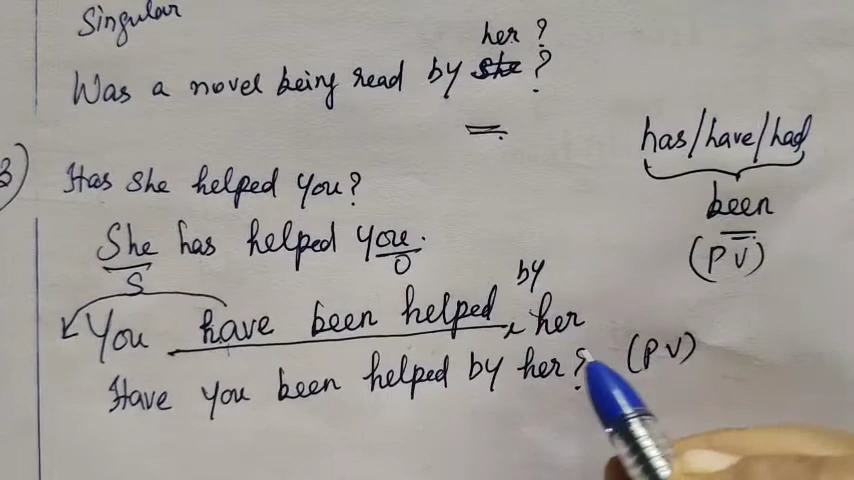 Singular
her ?
Was a novel being read by she ?
3)
Has she helped you?
She has helped you.
S
O
by
You have been helped her
Have you been helped by her? (PV)
has/have/had
been
(PV)